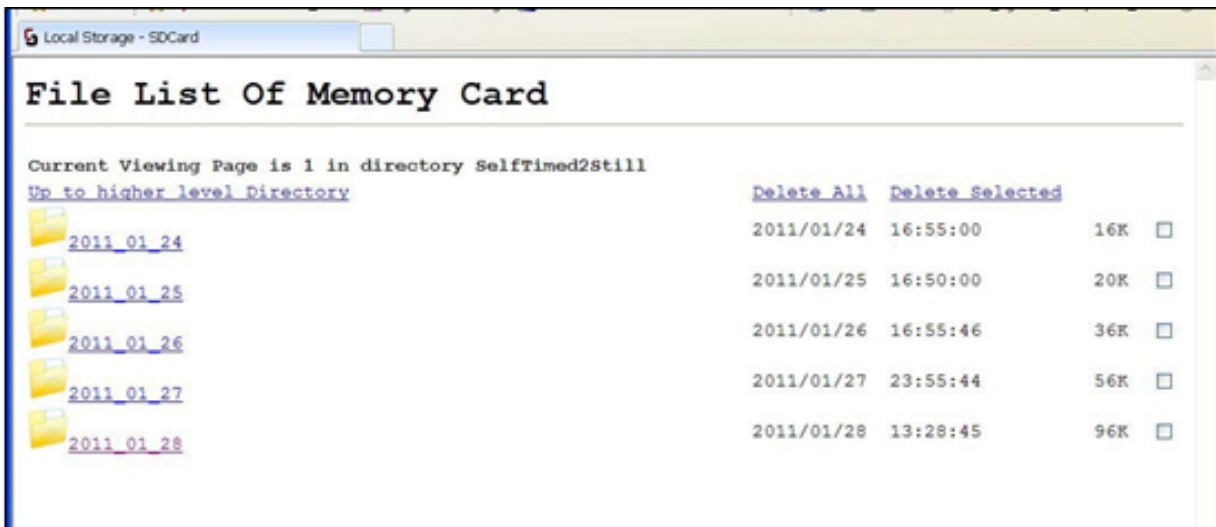 Local Storage - SDCard
File List Of Memory Card
Current Viewing Page is 1 in directory SelfTimed2Still
Up to higher level Directory Delete All Delete Selected
2011_01_24 2011/01/24 16:55:00 16K
2011_01_25 2011/01/25 16:50:00 20K
2011_01_26 2011/01/26 16:55:46 36K
2011_01_27 2011/01/27 23:55:44 56K
2011_01_28 2011/01/28 13:28:45 96K